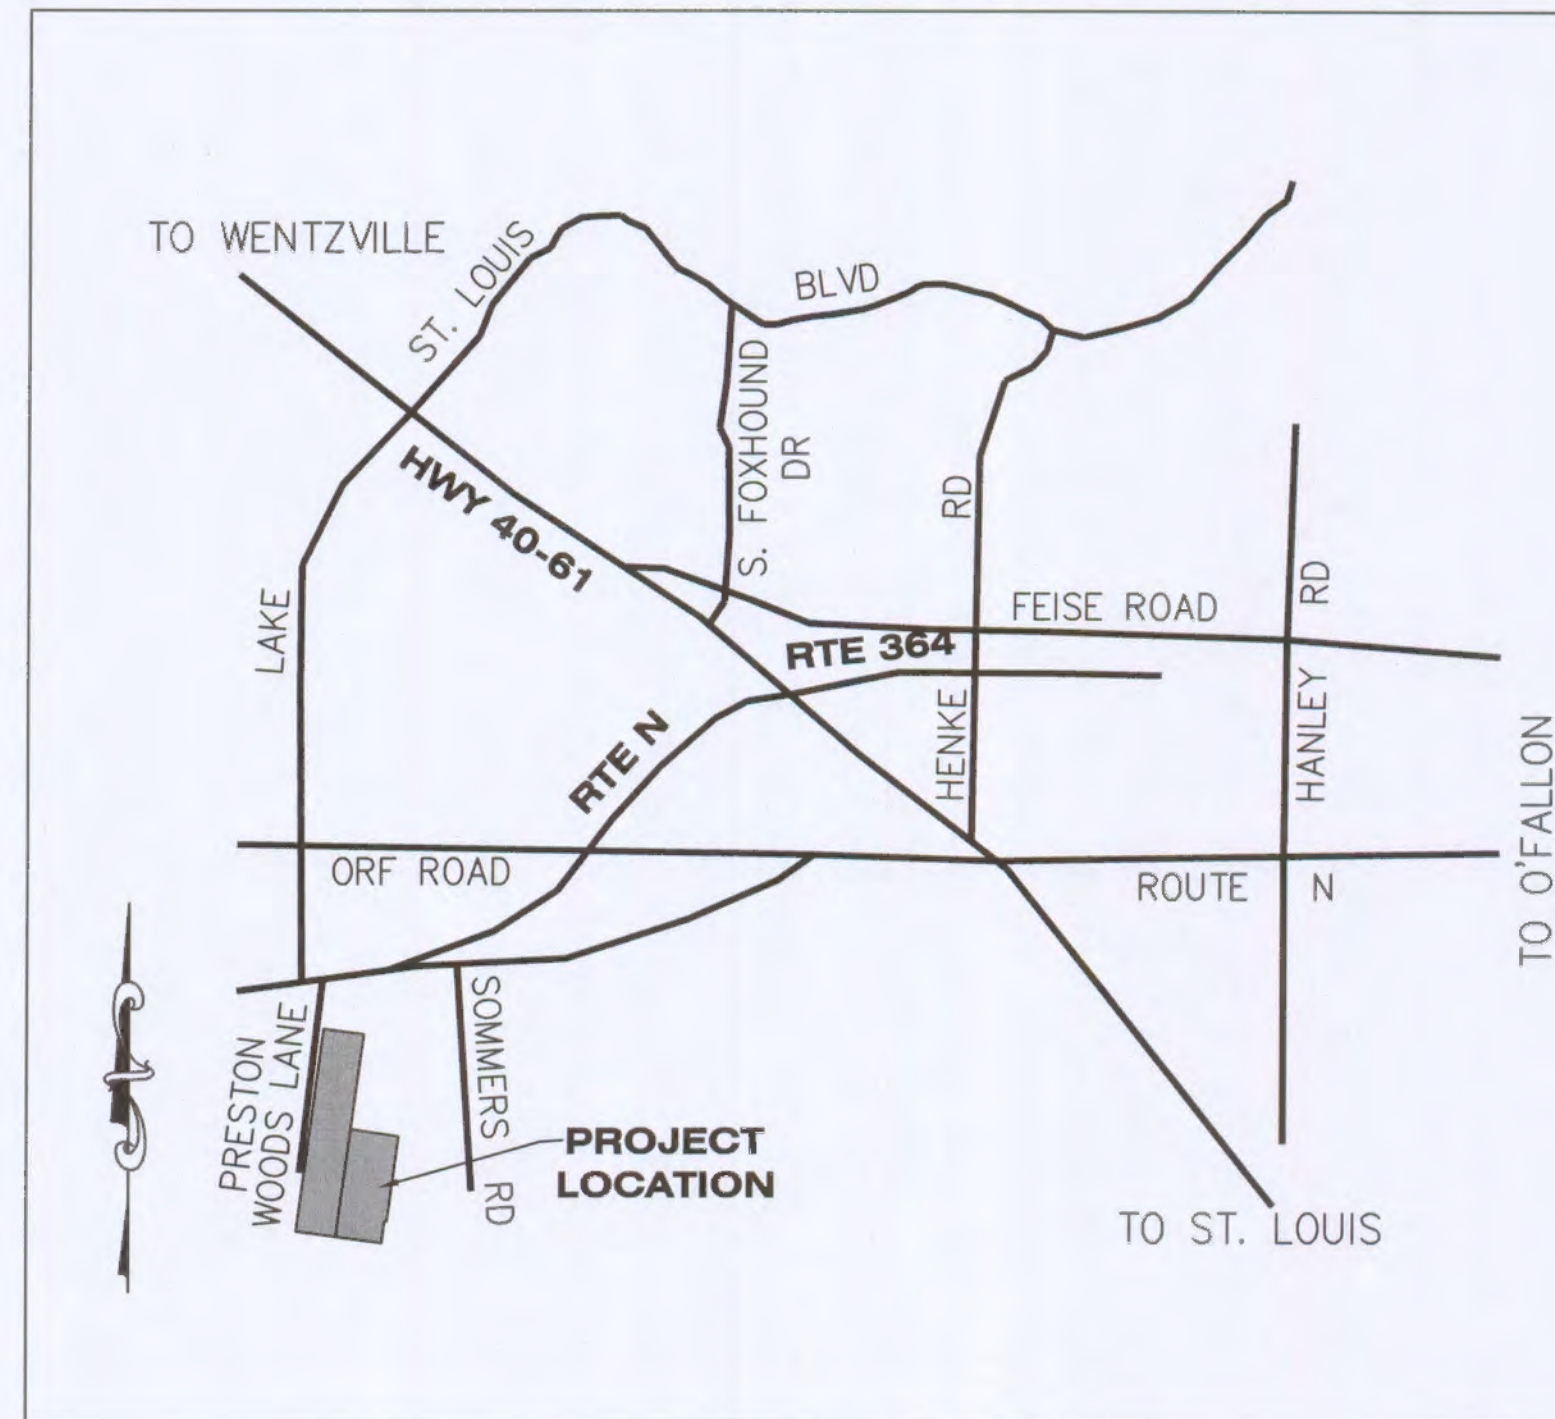 TO WENTZVILLE
ST. LOUIS
BLVD
S. FOXHOUND
DR
HWY 40-61
RD
LAKE
FEISE ROAD
RD
RTE 364
HENKE
HANLEY
RTE N
TO O'FALLON
ORF ROAD
ROUTE N
PRESTON
WOODS LANE
SOMMERS RD
PROJECT
LOCATION
TO ST. LOUIS